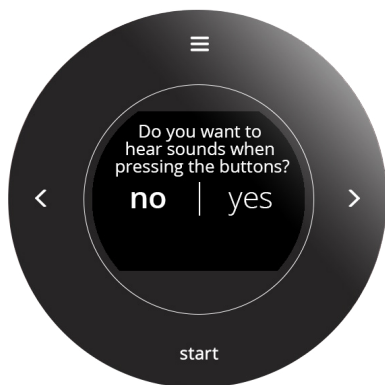 Do you want to
hear sounds when
pressing the buttons?
no | yes
start